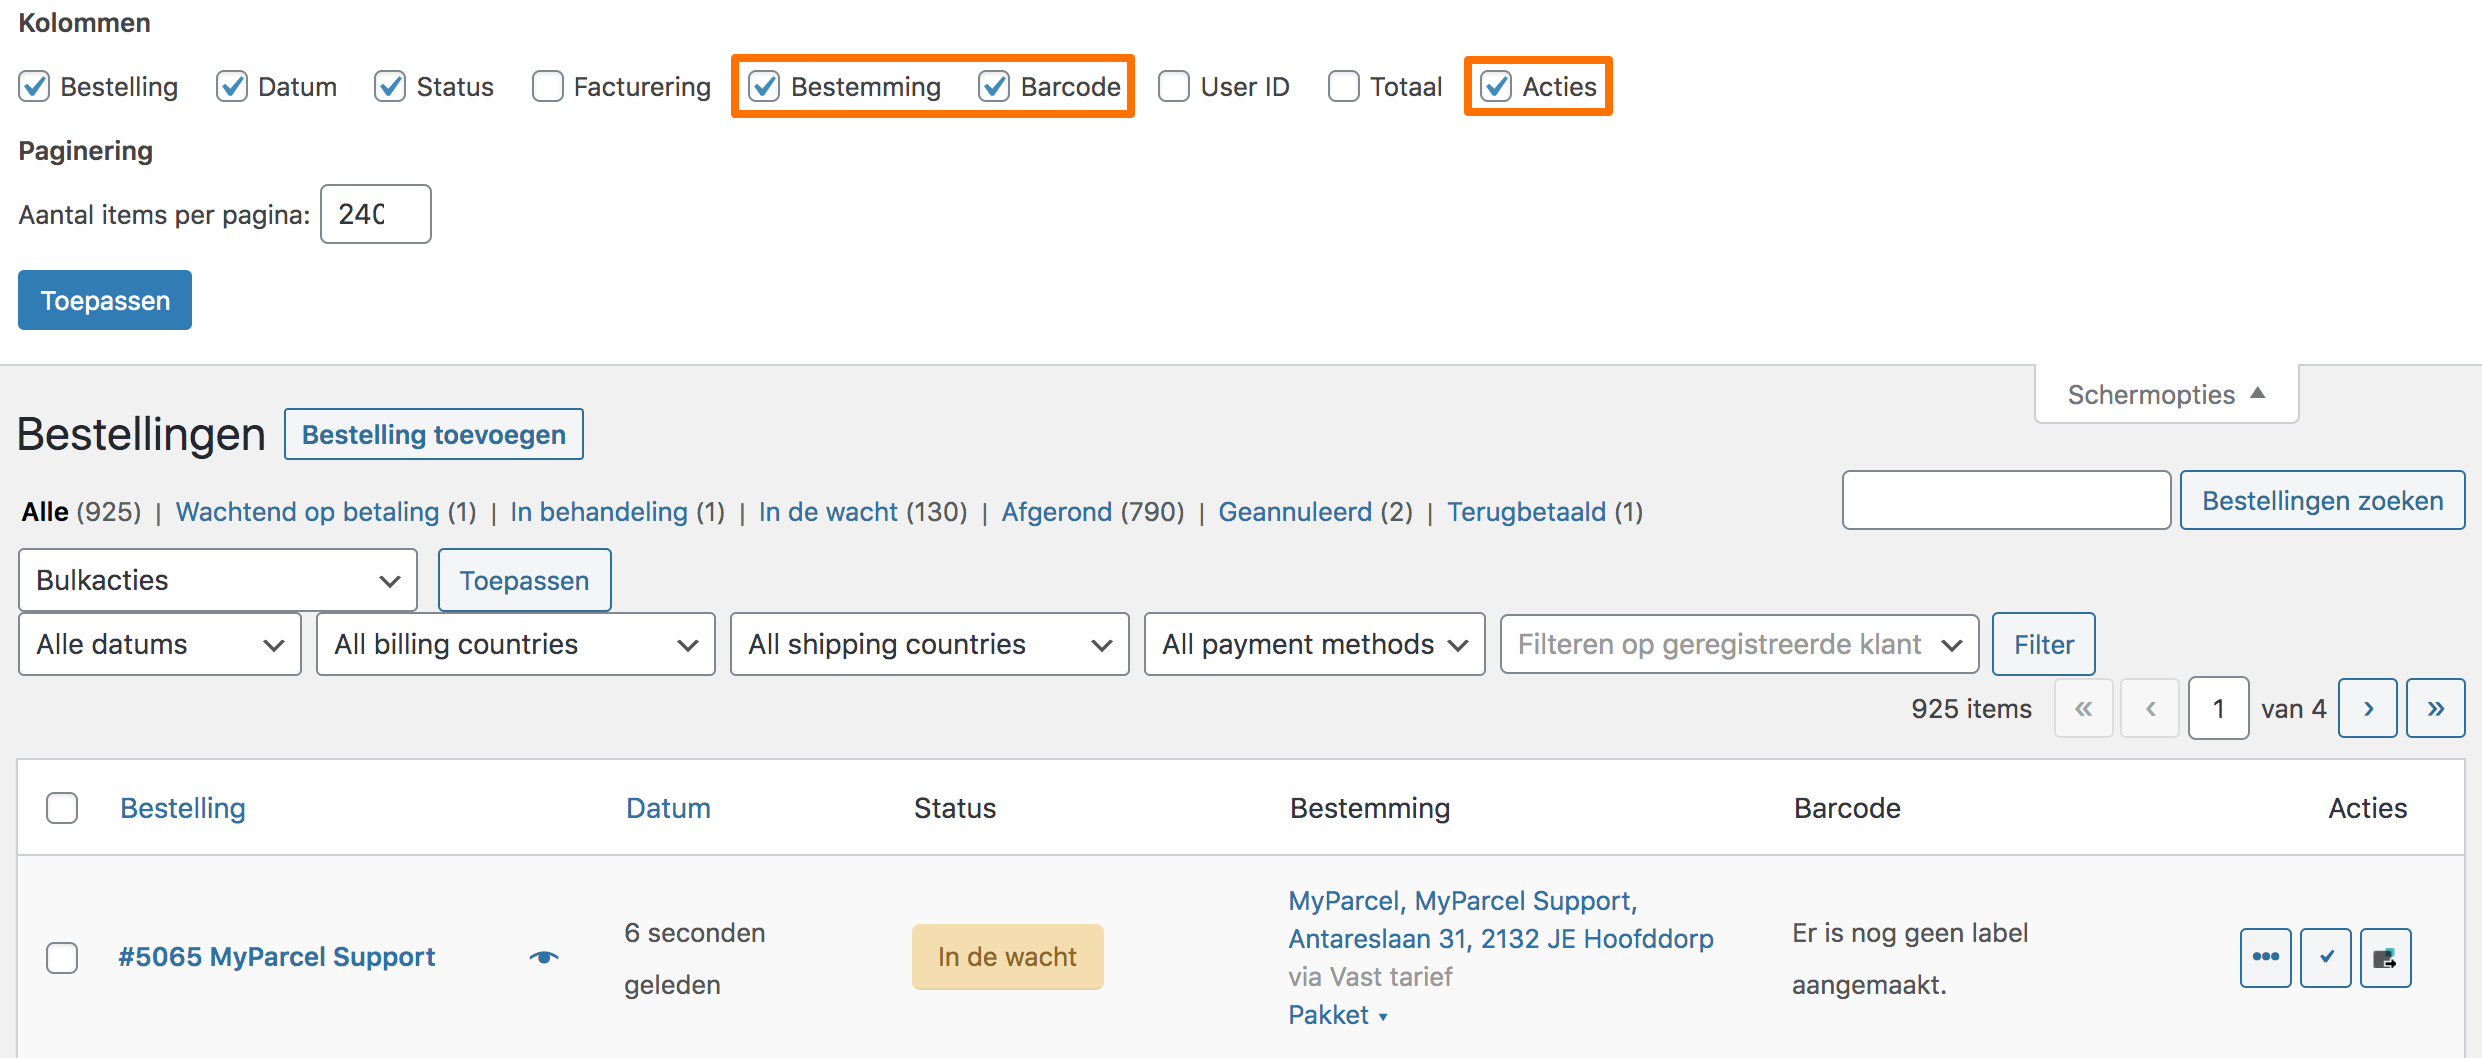 Kolommen
Bestelling Datum Status Facturering Bestemming Barcode User ID Totaal Acties
Paginering
Aantal items per pagina: 240
Toepassen
Schermopties ▲
Bestellingen Bestelling toevoegen
Alle (925) | Wachtend op betaling (1) | In behandeling (1) | In de wacht (130) | Afgerond (790) | Geannuleerd (2) | Terugbetaald (1)
Bestellingen zoeken
Bulkacties Toepassen
Alle datums All billing countries All shipping countries All payment methods Filteren op geregistreerde klant Filter
925 items « ‹ 1 van 4 › »
Bestelling Datum Status Bestemming Barcode Acties
#5065 MyParcel Support
6 seconden
geleden
In de wacht
MyParcel, MyParcel Support,
Antareslaan 31, 2132 JE Hoofddorp
via Vast tarief
Pakket ▾
Er is nog geen label
aangemaakt.